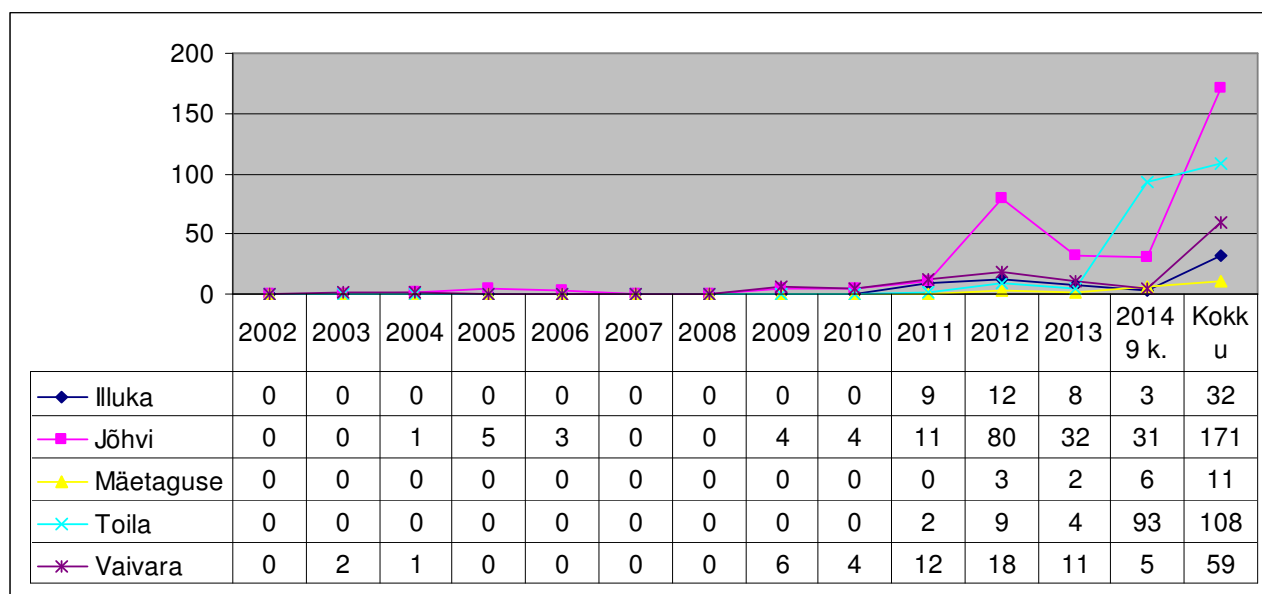 200
150
100
50
0
2002 2003 2004 2005 2006 2007 2008 2009 2010 2011 2012 2013 2014 9 k. Kokk u
Illuka 0 0 0 0 0 0 0 0 0 9 12 8 3 32
Jõhvi 0 0 1 5 3 0 0 4 4 11 80 32 31 171
Mäetaguse 0 0 0 0 0 0 0 0 0 0 3 2 6 11
Toila 0 0 0 0 0 0 0 0 0 2 9 4 93 108
Vaivara 0 2 1 0 0 0 0 6 4 12 18 11 5 59